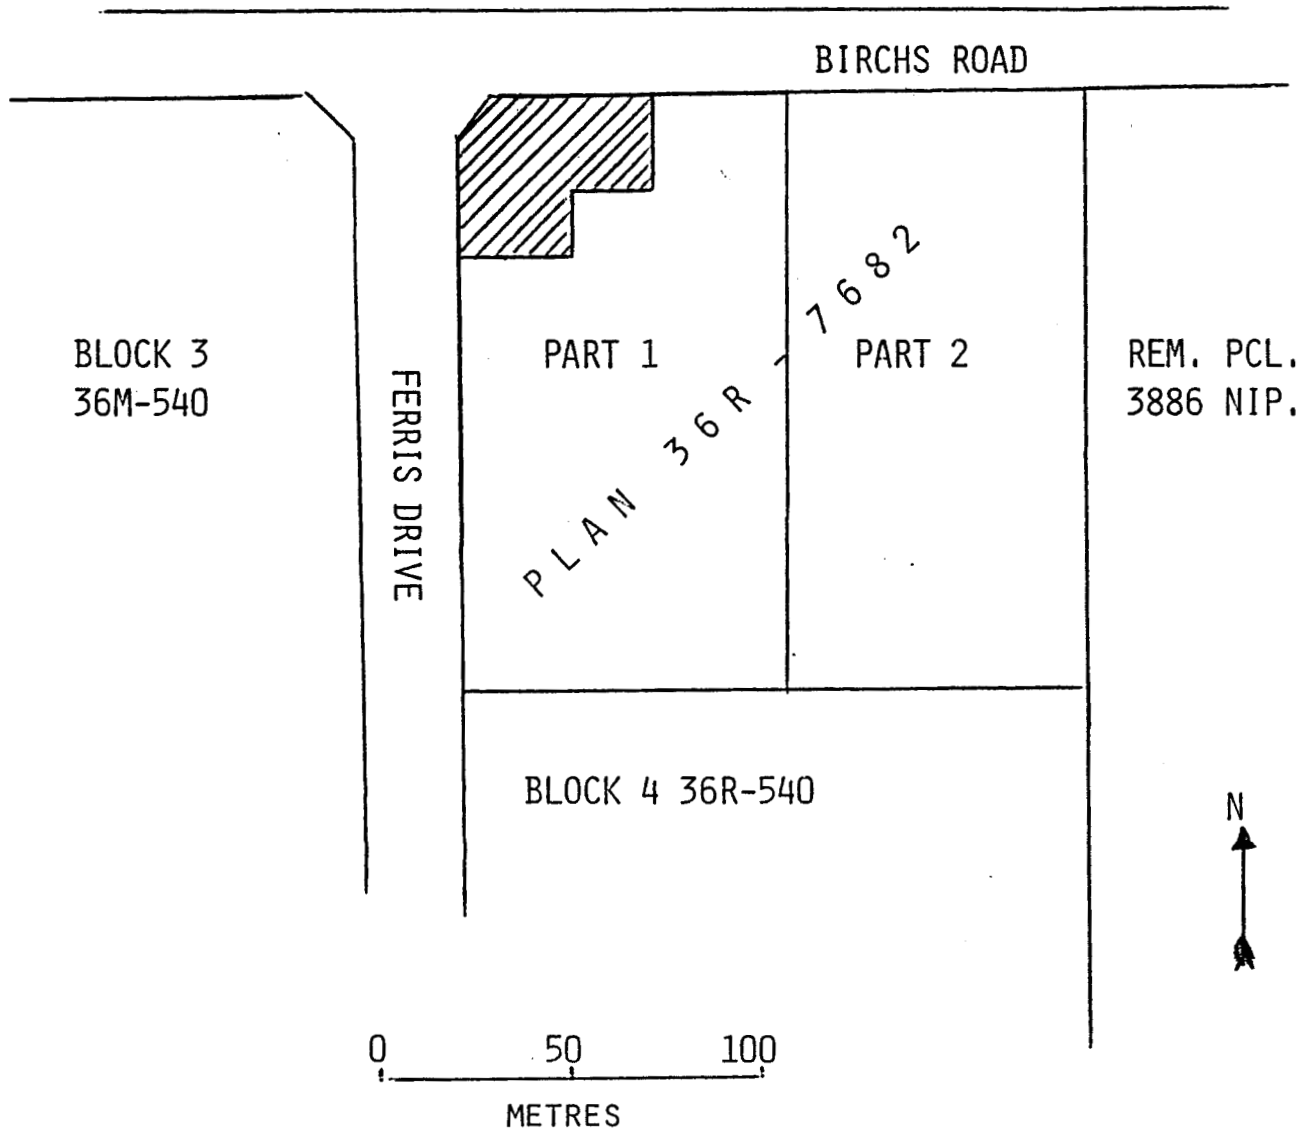 BIRCHS ROAD
BLOCK 3
36M-540
FERRIS DRIVE
PART 1
PART 2
REM. PCL.
3886 NIP.
PLAN 36R-7682
BLOCK 4 36R-540
N
0 50 100
METRES